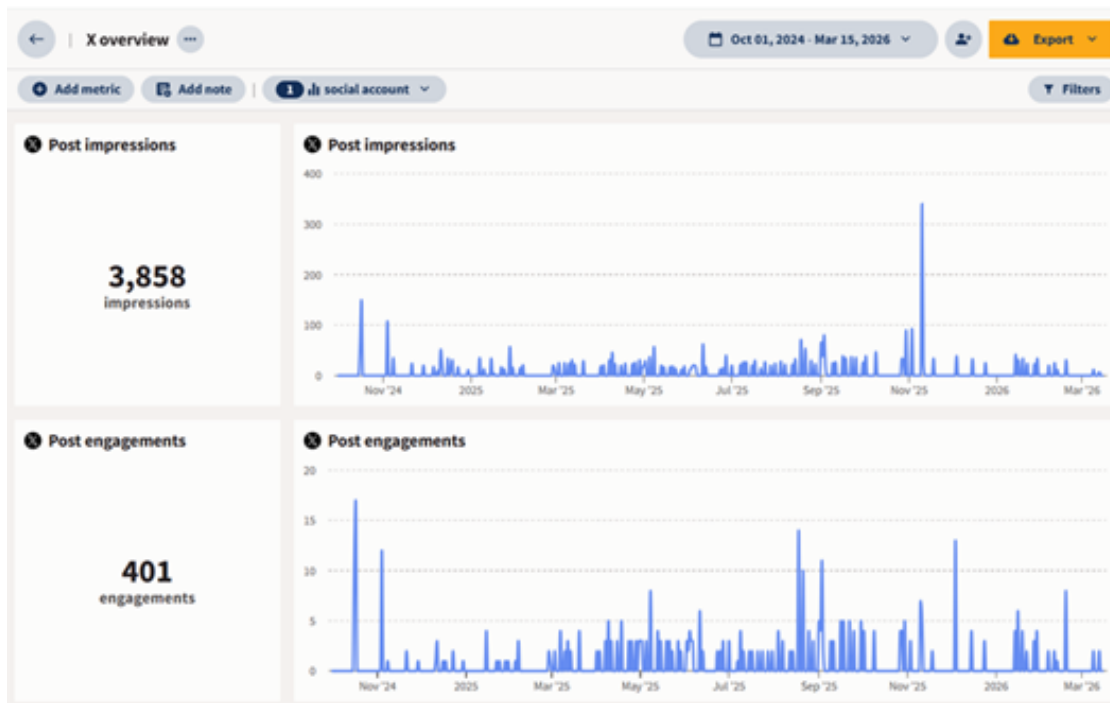 X overview ...
Oct 01, 2024 - Mar 15, 2026
Export
Add metric
Add note
1 social account
Filters
Post impressions
3,858
impressions
Post impressions
400
300
200
100
0
Nov '24 2025 Mar '25 May '25 Jul '25 Sep '25 Nov '25 2026 Mar '26
Post engagements
401
engagements
Post engagements
20
15
10
5
0
Nov '24 2025 Mar '25 May '25 Jul '25 Sep '25 Nov '25 2026 Mar '26